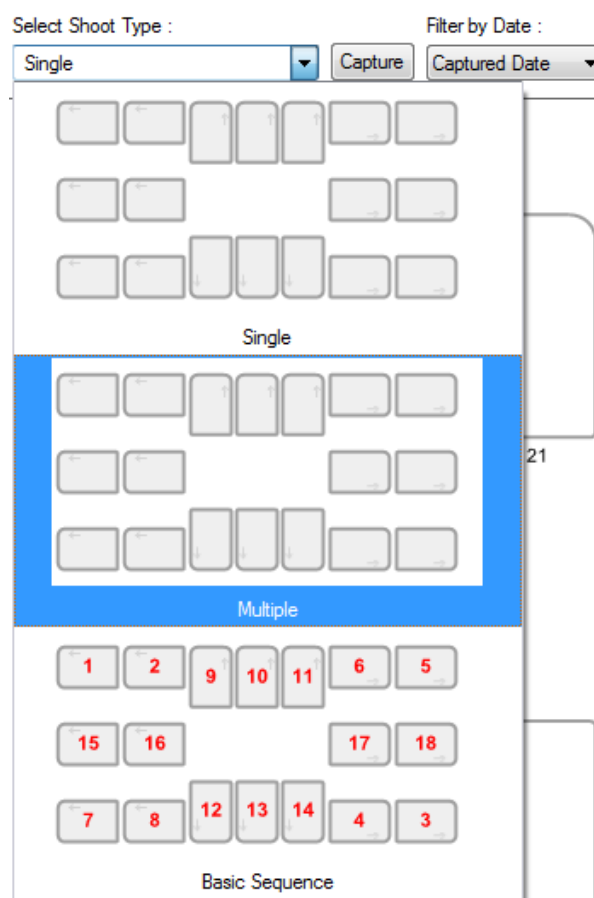 Select Shoot Type :
Filter by Date :
Single
Capture
Captured Date
Single
21
Multiple
1 2 9 10 11 6 5
15 16 17 18
7 8 12 13 14 4 3
Basic Sequence